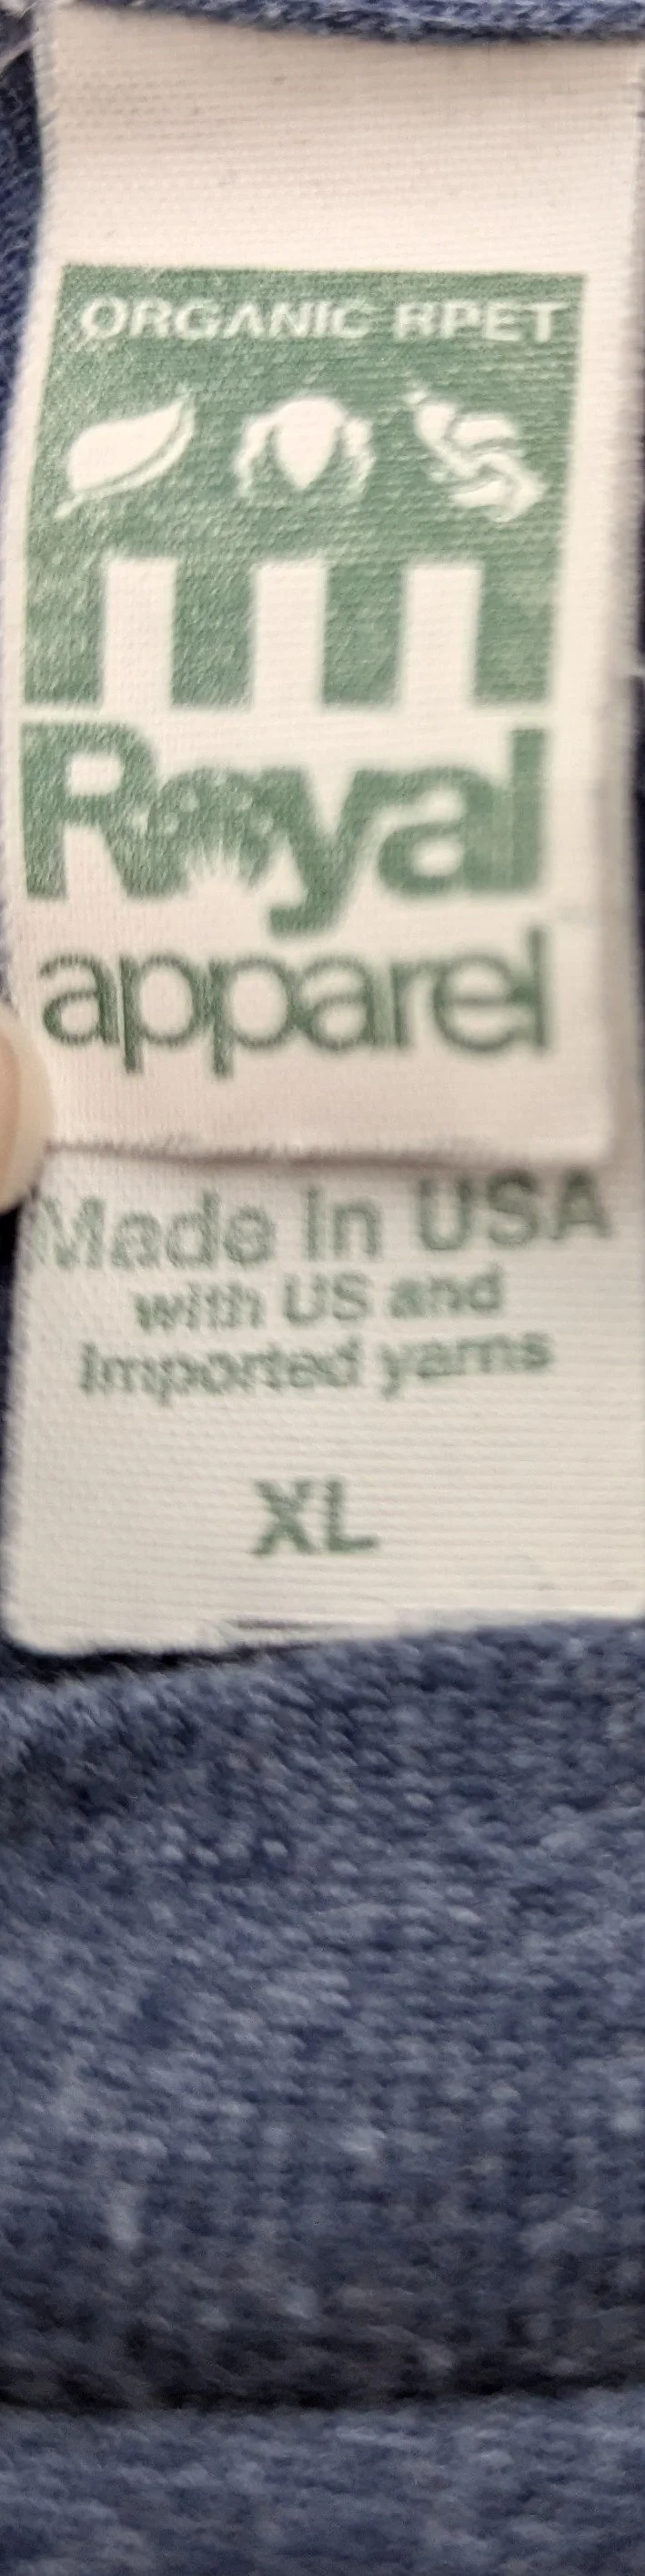 ORGANIC RPET
Royal
apparel
Made in USA
with US and
Imported yarns
XL